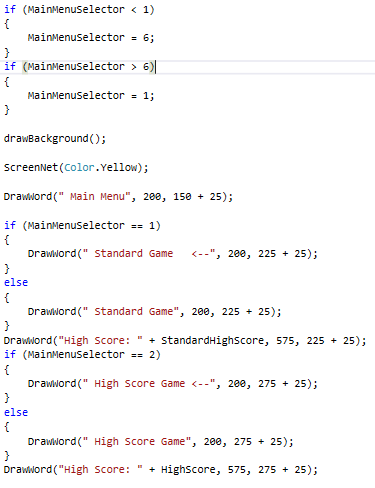 if (MainMenuSelector < 1)
{
    MainMenuSelector = 6;
}
if (MainMenuSelector > 6)
{
    MainMenuSelector = 1;
}

drawBackground();

ScreenNet(Color.Yellow);

DrawWord(" Main Menu", 200, 150 + 25);

if (MainMenuSelector == 1)
{
    DrawWord(" Standard Game   <--", 200, 225 + 25);
}
else
{
    DrawWord(" Standard Game", 200, 225 + 25);
}
DrawWord("High Score: " + StandardHighScore, 575, 225 + 25);
if (MainMenuSelector == 2)
{
    DrawWord(" High Score Game <--", 200, 275 + 25);
}
else
{
    DrawWord(" High Score Game", 200, 275 + 25);
}
DrawWord("High Score: " + HighScore, 575, 275 + 25);